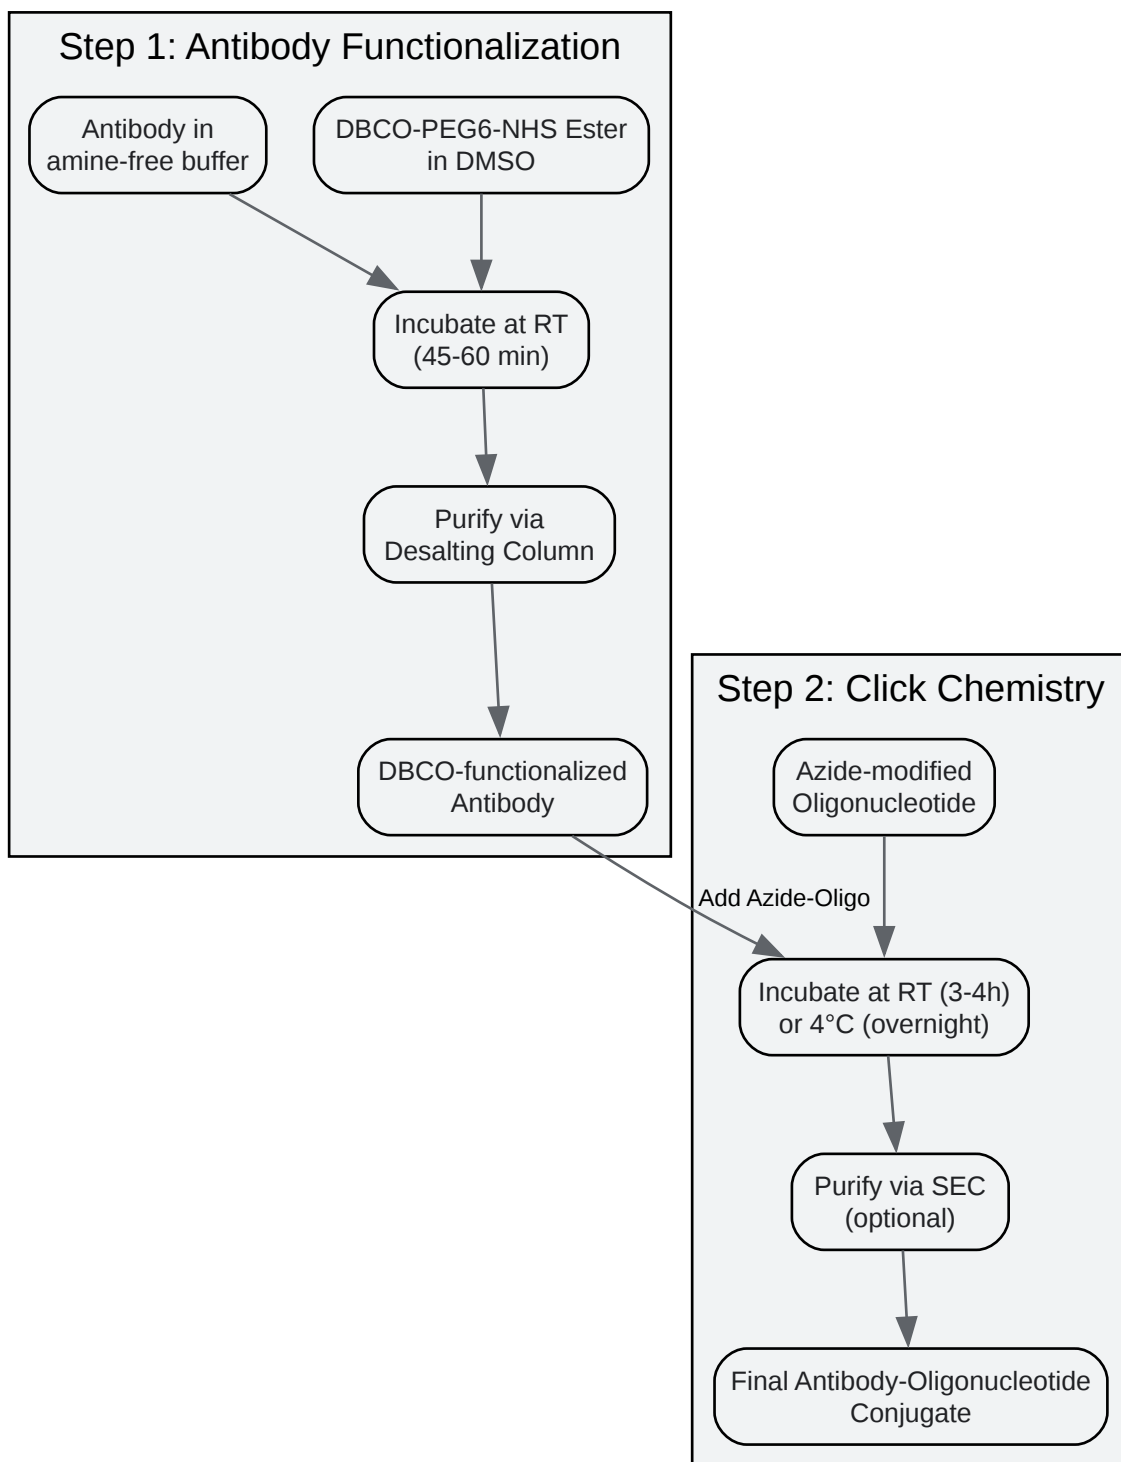 Step 1: Antibody Functionalization
Antibody in
amine-free buffer
DBCO-PEG6-NHS Ester
in DMSO
Incubate at RT
(45-60 min)
Purify via
Desalting Column
DBCO-functionalized
Antibody
Step 2: Click Chemistry
Azide-modified
Oligonucleotide
Add Azide-Oligo
Incubate at RT (3-4h)
or 4°C (overnight)
Purify via SEC
(optional)
Final Antibody-Oligonucleotide
Conjugate